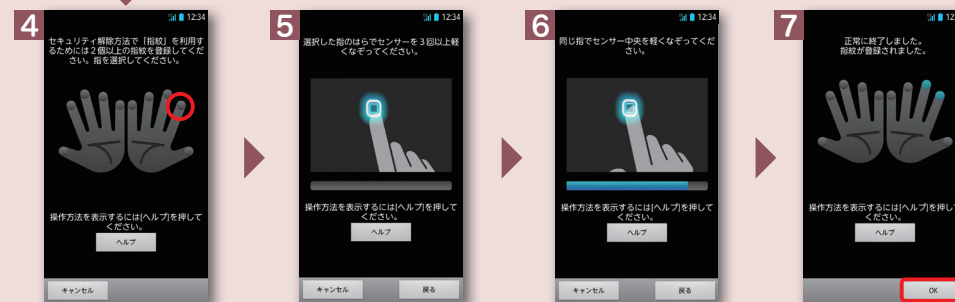 4
12:34
セキュリティ解除方法で「指紋」を利用す
るためには2個以上の指紋を登録してくだ
さい。指を選択してください。
操作方法を表示するには[ヘルプ]を押して
ください。
ヘルプ
キャンセル
5
12:34
選択した指のはらでセンサーを3回以上軽
くなぞってください。
操作方法を表示するには[ヘルプ]を押して
ください。
ヘルプ
キャンセル
戻る
6
12:34
同じ指でセンサー中央を軽くなぞってくだ
さい。
操作方法を表示するには[ヘルプ]を押して
ください。
ヘルプ
キャンセル
戻る
7
正常に終了しました。
指紋が登録されました。
操作方法を表示するには[ヘルプ]を押し
ください。
ヘルプ
OK